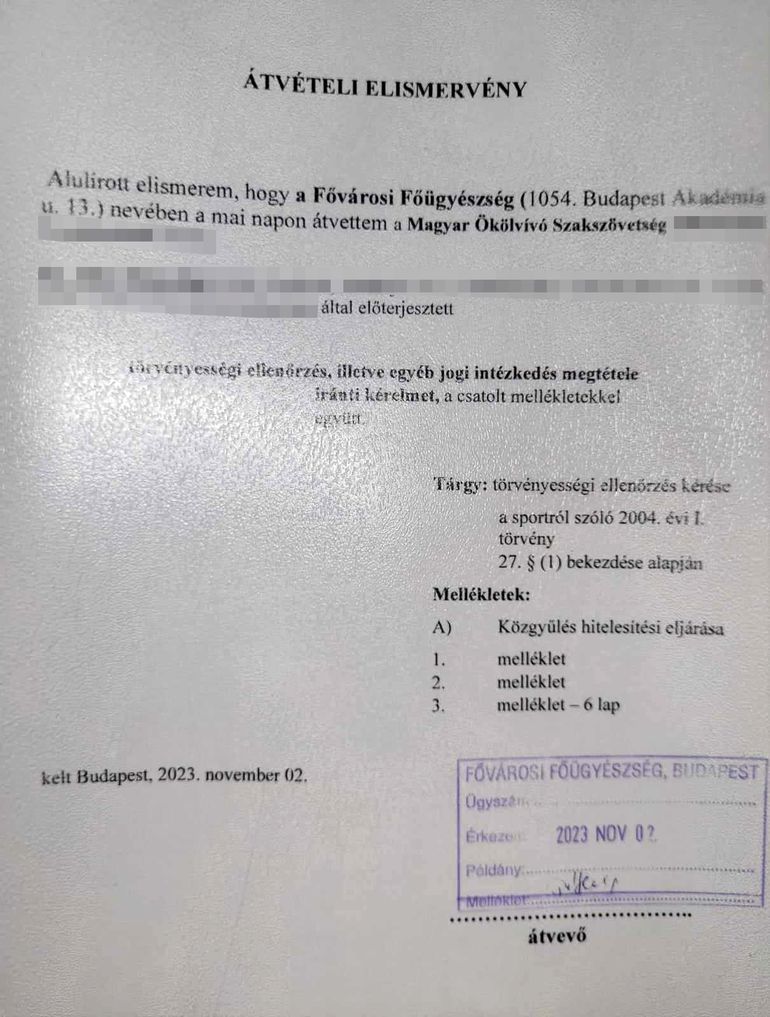 ÁTVÉTELI ELISMERVÉNY
Alulírott elismerem, hogy a Fővárosi Főügyészség (1054. Budapest Akadémia
u. 13.) nevében a mai napon átvettem a Magyar Ökölvívó Szakszövetség
által előterjesztett
törvényességi ellenőrzés, illetve egyéb jogi intézkedés megtétele
iránti kérelmet, a csatolt mellékletekkel
együtt.
Tárgy: törvényességi ellenőrzés kérése
a sportról szóló 2004. évi I.
törvény
27. § (1) bekezdése alapján
Mellékletek:
A) Közgyűlés hitelesítési eljárása
1. melléklet
2. melléklet
3. melléklet – 6 lap
kelt Budapest, 2023. november 02.
FŐVÁROSI FŐÜGYÉSZSÉG, BUDAPEST
Ügyszám:
Érkezett: 2023 NOV 02.
Példány:
Melléklet:
átvevő